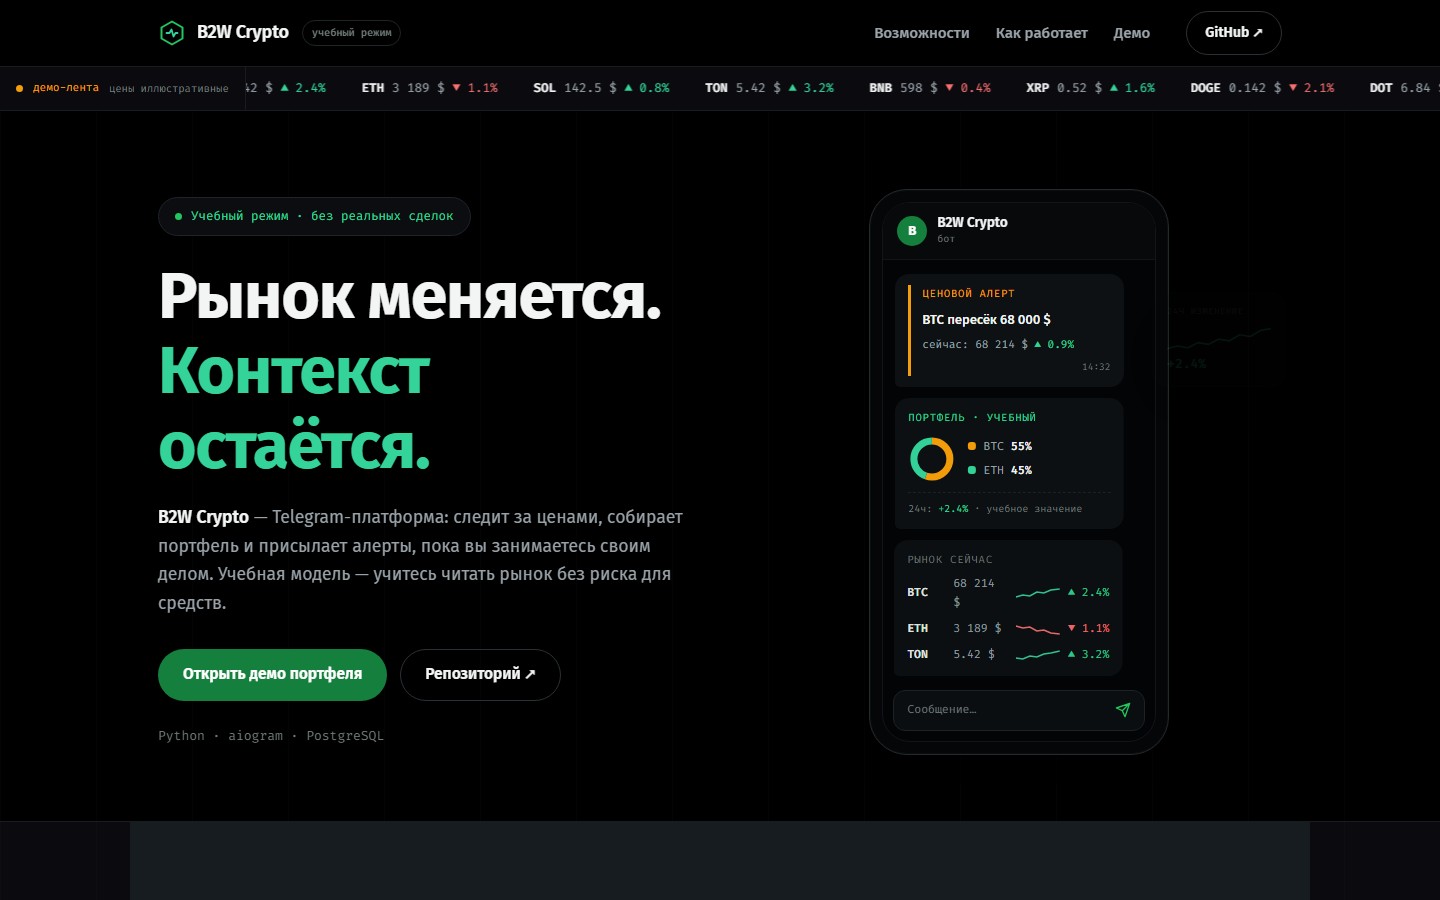 B2W Crypto учебный режим Возможности Как работает Демо GitHub ↗
демо-лента цены иллюстративные 42 $ ▲ 2.4% ETH 3 189 $ ▼ 1.1% SOL 142.5 $ ▲ 0.8% TON 5.42 $ ▲ 3.2% BNB 598 $ ▼ 0.4% XRP 0.52 $ ▲ 1.6% DOGE 0.142 $ ▼ 2.1% DOT 6.84
Учебный режим · без реальных сделок
Рынок меняется.
Контекст
остаётся.
B2W Crypto — Telegram-платформа: следит за ценами, собирает
портфель и присылает алерты, пока вы занимаетесь своим
делом. Учебная модель — учитесь читать рынок без риска для
средств.
Открыть демо портфеля Репозиторий ↗
Python · aiogram · PostgreSQL
B
B2W Crypto
бот
ЦЕНОВОЙ АЛЕРТ
BTC пересёк 68 000 $
сейчас: 68 214 $ ▲ 0.9%
14:32
ПОРТФЕЛЬ · УЧЕБНЫЙ
BTC 55%
ETH 45%
24ч: +2.4% · учебное значение
РЫНОК СЕЙЧАС
BTC 68 214 $ ▲ 2.4%
ETH 3 189 $ ▼ 1.1%
TON 5.42 $ ▲ 3.2%
Сообщение…
+2.4%